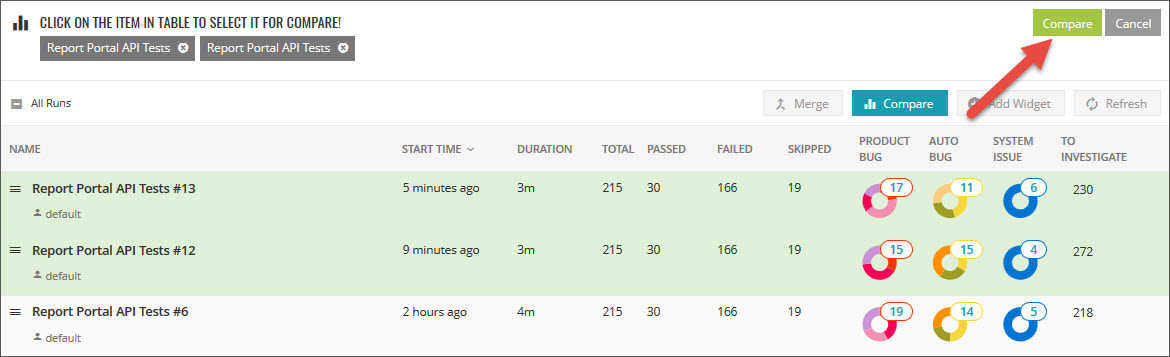 CLICK ON THE ITEM IN TABLE TO SELECT IT FOR COMPARE!
Compare Cancel
Report Portal API Tests Report Portal API Tests
All Runs Merge Compare Add Widget Refresh
NAME START TIME DURATION TOTAL PASSED FAILED SKIPPED PRODUCT BUG AUTO BUG SYSTEM ISSUE TO INVESTIGATE
Report Portal API Tests #13 5 minutes ago 3m 215 30 166 19 17 11 6 230
default
Report Portal API Tests #12 9 minutes ago 3m 215 30 166 19 15 15 4 272
default
Report Portal API Tests #6 2 hours ago 4m 215 30 166 19 19 14 5 218
default